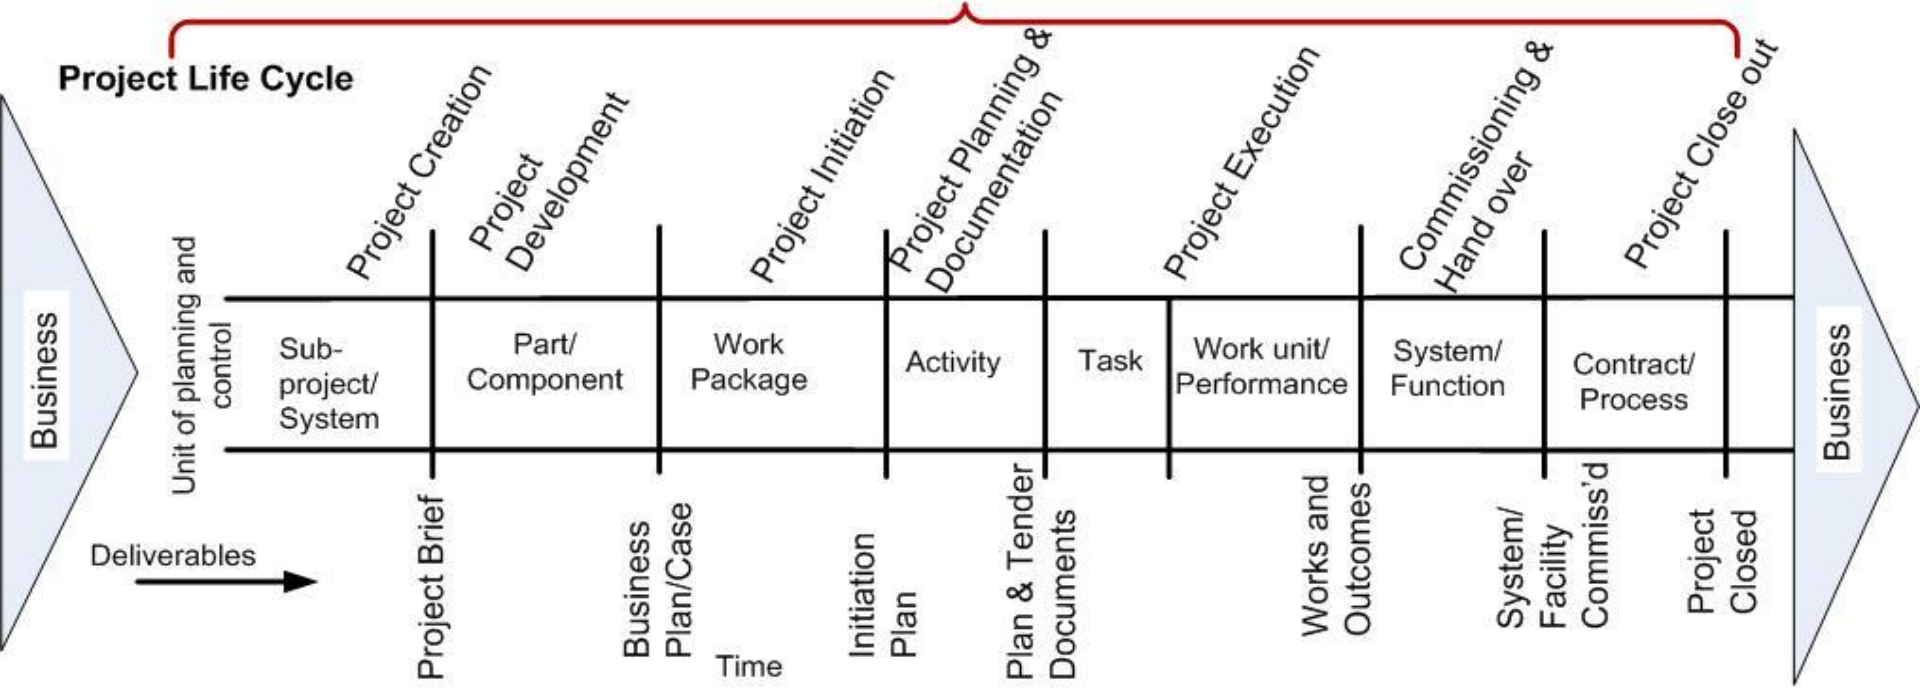 Project Life Cycle
Project Creation
Project
Development
Project Initiation
Project Planning &
Documentation
Project Execution
Commissioning &
Hand over
Project Close out
Business
Unit of planning and
control
Sub-
project/
System
Part/
Component
Work
Package
Activity
Task
Work unit/
Performance
System/
Function
Contract/
Process
Business
Deliverables
Project Brief
Business
Plan/Case
Initiation
Plan
Plan & Tender
Documents
Works and
Outcomes
System/
Facility
Commiss'd
Project
Closed
Time